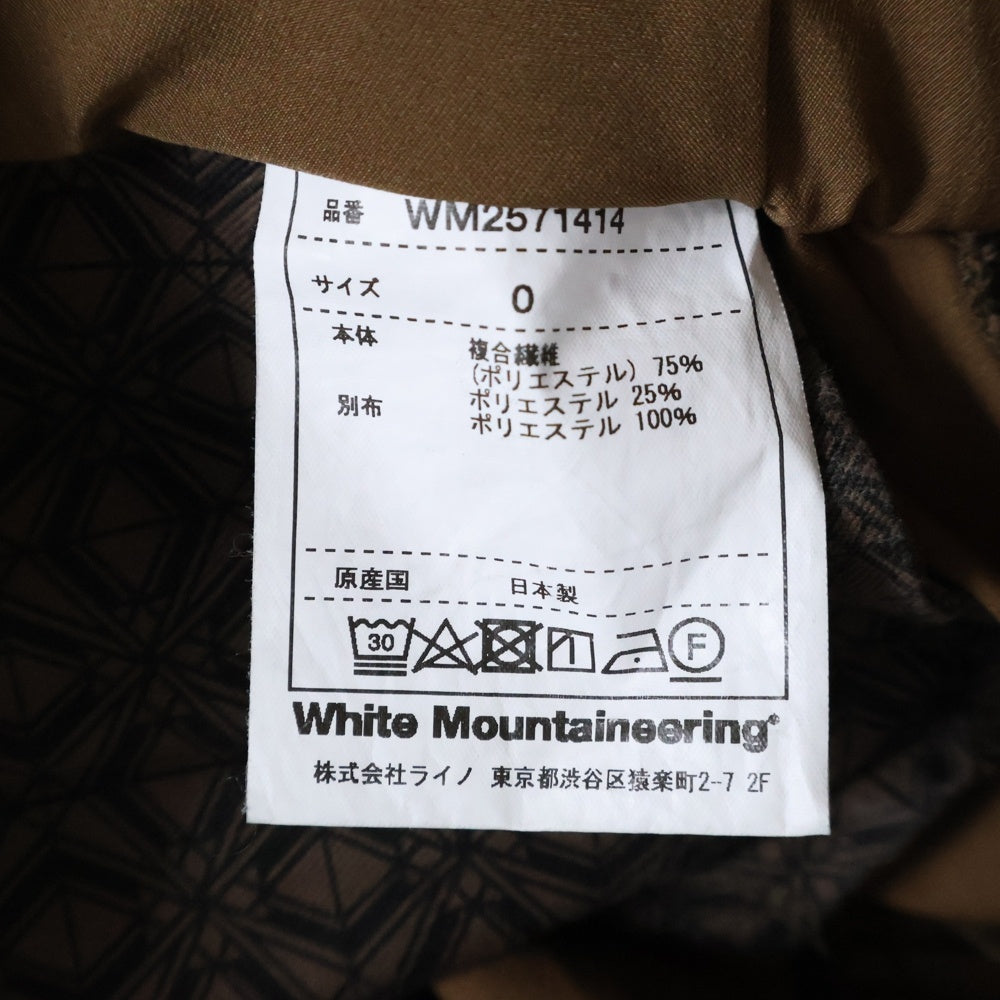 品番 WM2571414
サイズ 0
本体 複合繊維
(ポリエステル) 75%
ポリエステル 25%
別布 ポリエステル 100%
原産国 日本製
30 F
White Mountaineering
株式会社ライノ 東京都渋谷区猿楽町2-7 2F